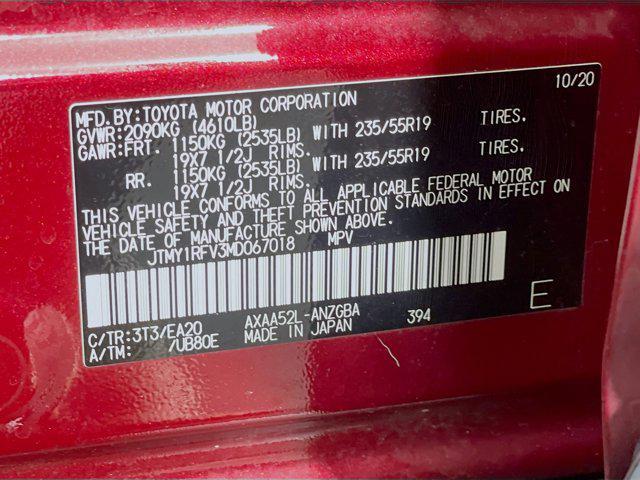 MFD. BY: TOYOTA MOTOR CORPORATION 10/20
GVWR: 2090KG (4610LB)
GAWR: FRT. 1150KG (2535LB) WITH 235/55R19 TIRES.
19X7 1/2J RIMS.
RR. 1150KG (2535LB) WITH 235/55R19 TIRES.
19X7 1/2J RIMS.
THIS VEHICLE CONFORMS TO ALL APPLICABLE FEDERAL MOTOR
VEHICLE SAFETY AND THEFT PREVENTION STANDARDS IN EFFECT ON
THE DATE OF MANUFACTURE SHOWN ABOVE.
JTMY1RFV3MD067018 MPV
E
C/TR: 3T3/EA20 AXAA52L-ANZGBA 394
A/TM: /UB80E MADE IN JAPAN